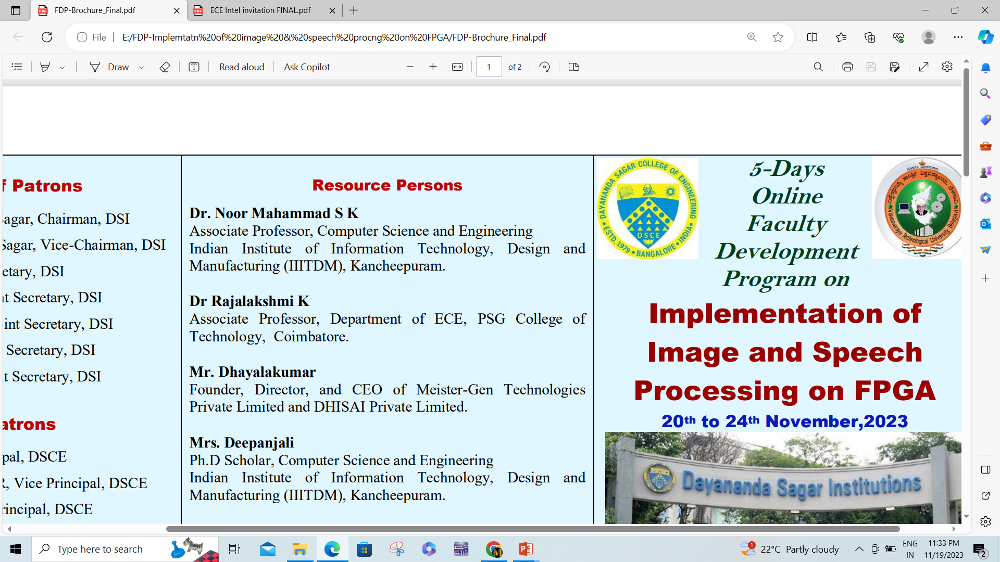 FDP-Brochure_Final.pdf
ECE Intel invitation FINAL.pdf
File
E:/FDP-Implemtatn%20of%20image%20&%20speech%20procng%20on%20FPGA/FDP-Brochure_Final.pdf
Draw
Read aloud
Ask Copilot
1
of 2
f Patrons
agar, Chairman, DSI
Sagar, Vice-Chairman, DSI
etary, DSI
nt Secretary, DSI
oint Secretary, DSI
Secretary, DSI
t Secretary, DSI
atrons
pal, DSCE
R, Vice Principal, DSCE
rincipal, DSCE
Resource Persons
Dr. Noor Mahammad S K
Associate Professor, Computer Science and Engineering
Indian Institute of Information Technology, Design and
Manufacturing (IIITDM), Kancheepuram.
Dr Rajalakshmi K
Associate Professor, Department of ECE, PSG College of
Technology, Coimbatore.
Mr. Dhayalakumar
Founder, Director, and CEO of Meister-Gen Technologies
Private Limited and DHISAI Private Limited.
Mrs. Deepanjali
Ph.D Scholar, Computer Science and Engineering
Indian Institute of Information Technology, Design and
Manufacturing (IIITDM), Kancheepuram.
DAYANANDA SAGAR COLLEGE OF ENGINEERING
DSCE
ESTD.1979 • BANGALORE • INDIA
5-Days
Online
Faculty
Development
Program on
Visvesvaraya Technological University, Belagavi
Implementation of
Image and Speech
Processing on FPGA
20th to 24th November,2023
Dayananda Sagar Institutions
Type here to search
1
22°C Partly cloudy
ENG
IN
11:33 PM
11/19/2023
2